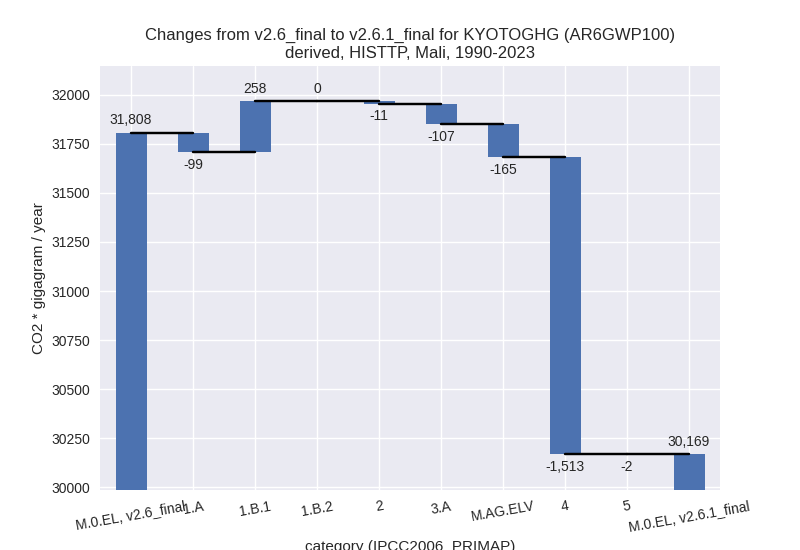 Changes from v2.6_final to v2.6.1_final for KYOTOGHG (AR6GWP100)
derived, HISTTP, Mali, 1990-2023
32000
31750
31500
31250
31000
30750
30500
30250
30000
CO2 * gigagram / year
31,808
-99
258
0
-11
-107
-165
-1,513
-2
30,169
M.0.EL, v2.6_final
1.A
1.B.1
1.B.2
2
3.A
M.AG.ELV
4
5
M.0.EL, v2.6.1_final
category (IPCC2006_PRIMAP)